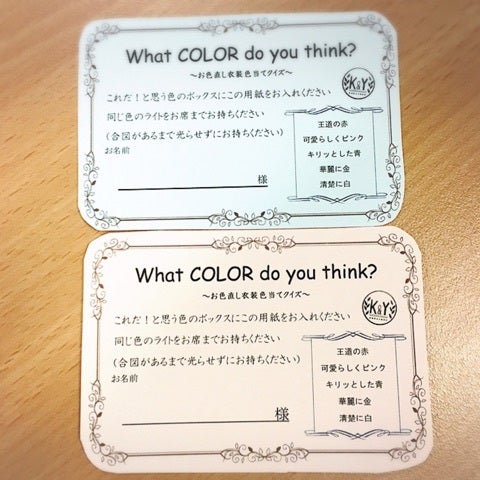 What COLOR do you think?
～お色直し衣装色当てクイズ～
これだ！と思う色のボックスにこの用紙をお入れください
同じ色のライトをお席までお持ちください
(合図があるまで光らせずにお持ちください)
お名前
様
K&Y
王道の赤
可愛らしくピンク
キリッとした青
華麗に金
清楚に白
What COLOR do you think?
～お色直し衣装色当てクイズ～
これだ！と思う色のボックスにこの用紙をお入れください
同じ色のライトをお席までお持ちください
(合図があるまで光らせずにお持ちください)
お名前
様
K&Y
王道の赤
可愛らしくピンク
キリッとした青
華麗に金
清楚に白